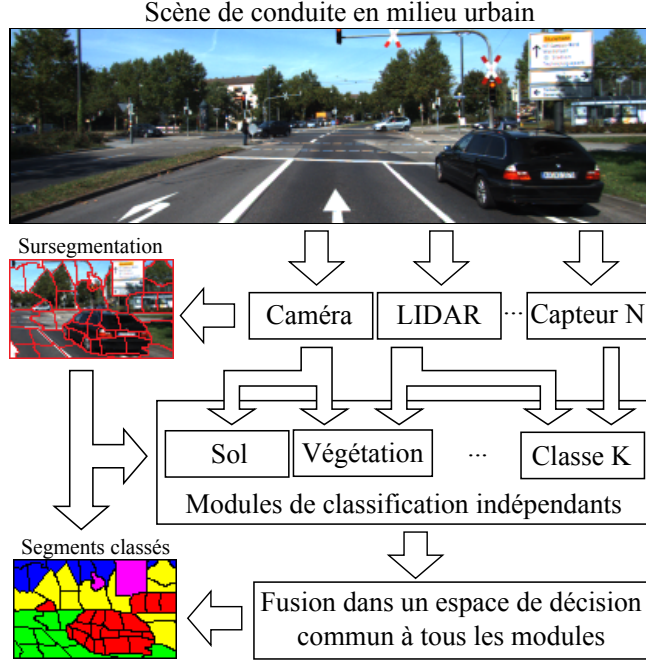 Scène de conduite en milieu urbain
Sursegmentation
Caméra
LIDAR
...
Capteur N
Sol
Végétation
...
Classe K
Modules de classification indépendants
Segments classés
Fusion dans un espace de décision
commun à tous les modules